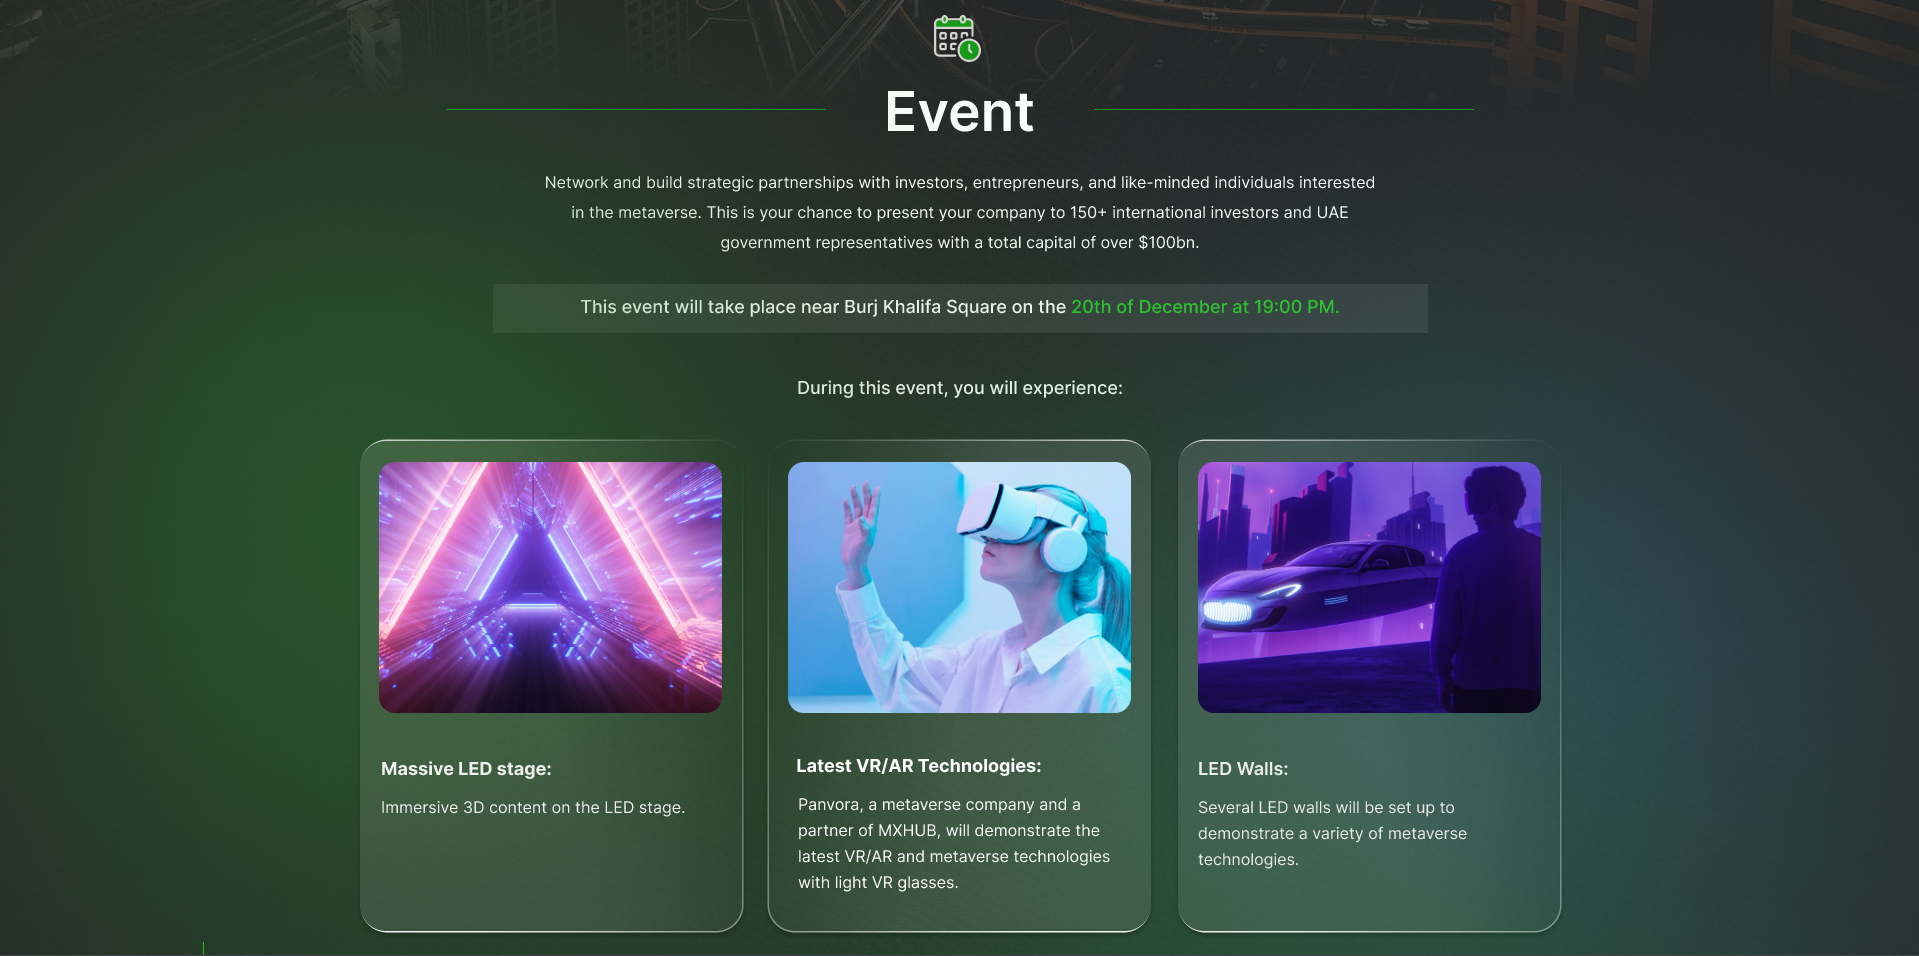 Event
Network and build strategic partnerships with investors, entrepreneurs, and like-minded individuals interested
in the metaverse. This is your chance to present your company to 150+ international investors and UAE
government representatives with a total capital of over $100bn.
This event will take place near Burj Khalifa Square on the 20th of December at 19:00 PM.
During this event, you will experience:
Massive LED stage:
Immersive 3D content on the LED stage.
Latest VR/AR Technologies:
Panvora, a metaverse company and a
partner of MXHUB, will demonstrate the
latest VR/AR and metaverse technologies
with light VR glasses.
LED Walls:
Several LED walls will be set up to
demonstrate a variety of metaverse
technologies.